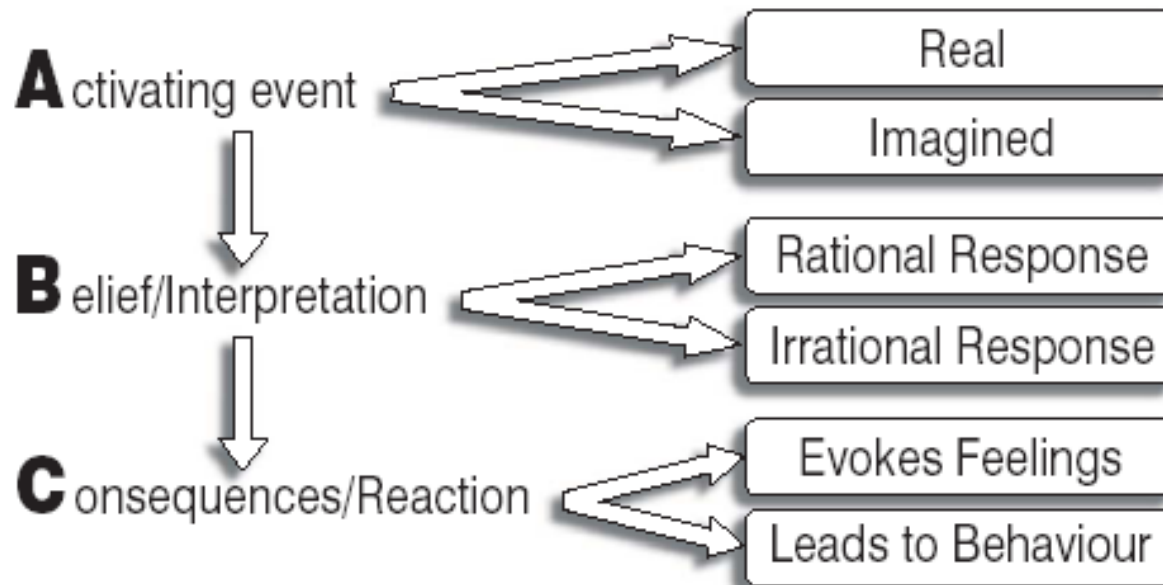 Activating event
Real
Imagined
Belief/Interpretation
Rational Response
Irrational Response
Consequences/Reaction
Evokes Feelings
Leads to Behaviour